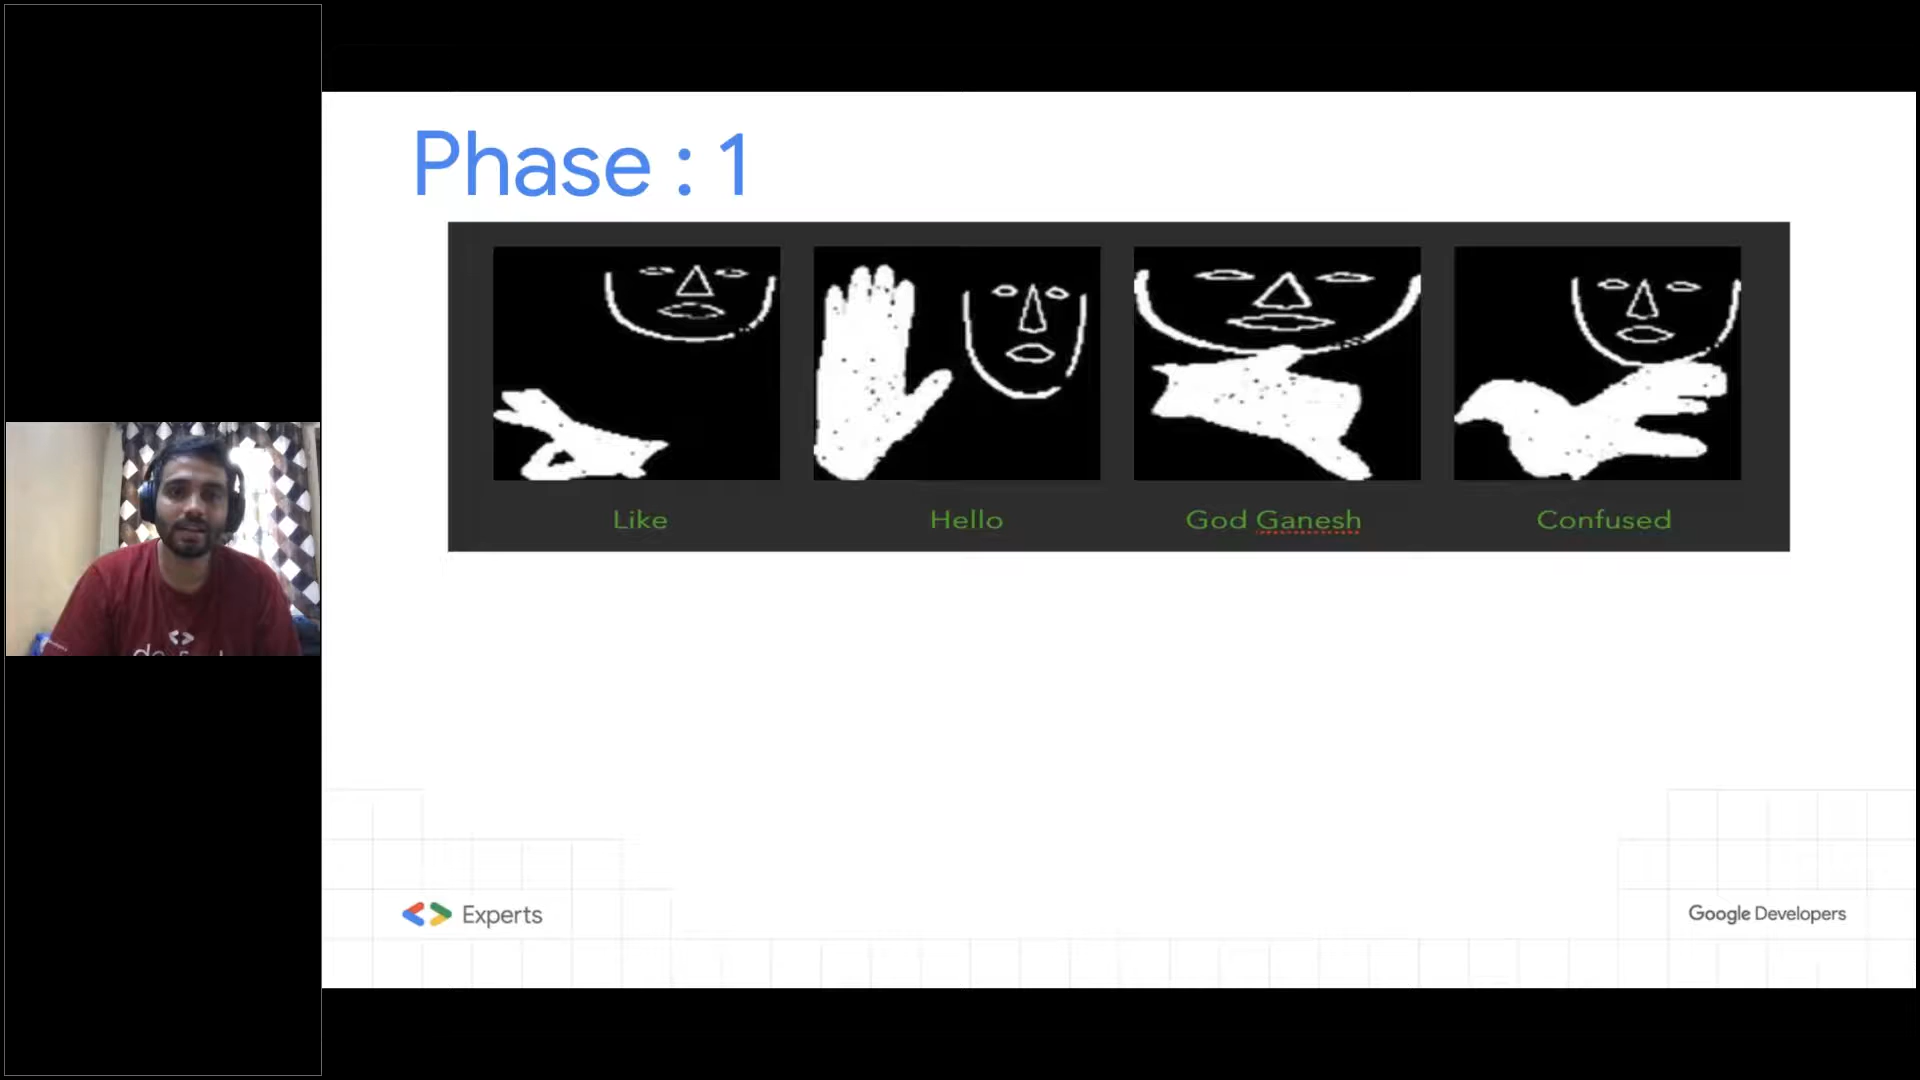 Phase : 1
Like
Hello
God Ganesh
Confused
<>
Experts
Google Developers